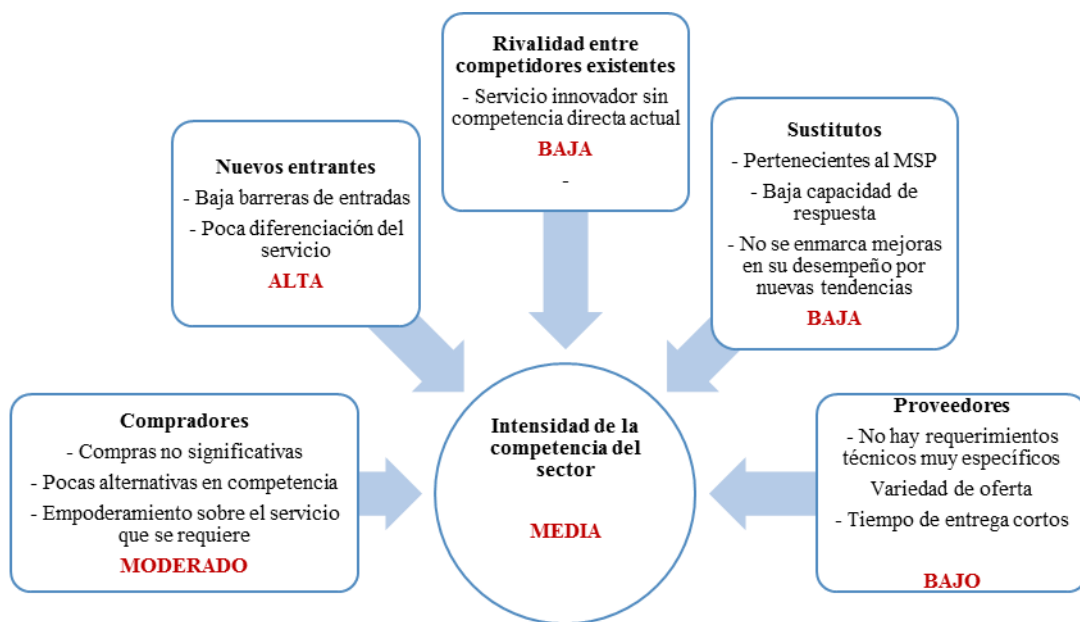 Rivalidad entre
competidores existentes
- Servicio innovador sin
competencia directa actual
BAJA
-
Nuevos entrantes
- Baja barreras de entradas
- Poca diferenciación del
servicio
ALTA
Sustitutos
- Pertenecientes al MSP
- Baja capacidad de
respuesta
- No se enmarca mejoras
en su desempeño por
nuevas tendencias
BAJA
Compradores
- Compras no significativas
- Pocas alternativas en competencia
- Empoderamiento sobre el servicio
que se requiere
MODERADO
Intensidad de la
competencia del
sector
MEDIA
Proveedores
- No hay requerimientos
técnicos muy específicos
Variedad de oferta
- Tiempo de entrega cortos
BAJO